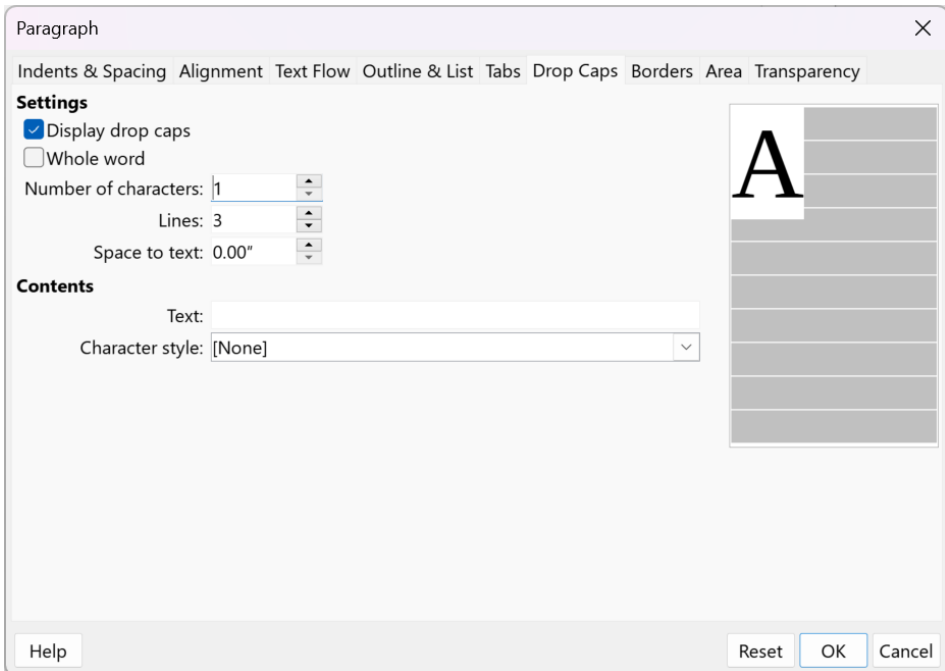 Paragraph
Indents & Spacing Alignment Text Flow Outline & List Tabs Drop Caps Borders Area Transparency
Settings
Display drop caps
Whole word
Number of characters: 1
Lines: 3
Space to text: 0.00"
Contents
Text:
Character style: [None]
A
Help Reset OK Cancel